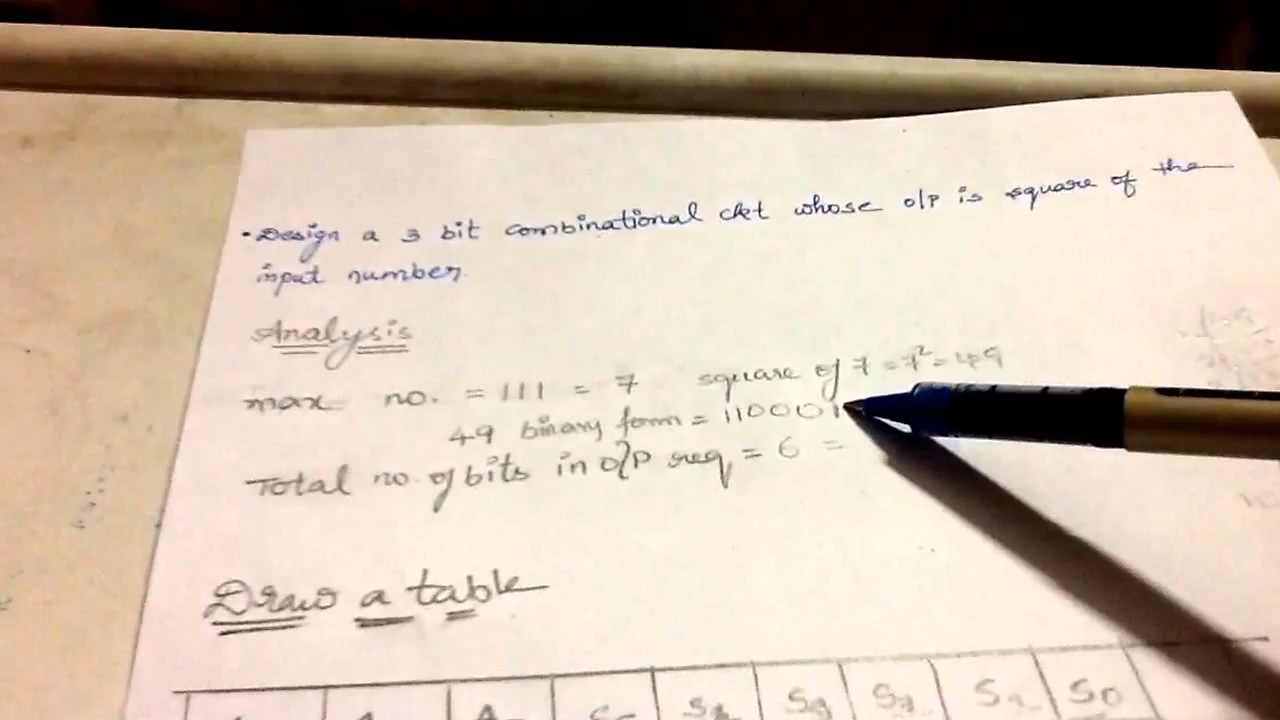 • Design a 3 bit combinational ckt whose o/p is square of the
input number.
Analysis
max no. = 111 = 7 square of 7 = 7² = 49
49 binary form = 110001
Total no. of bits in O/P req = 6 =
Draw a table
S3 S2 S1 S0